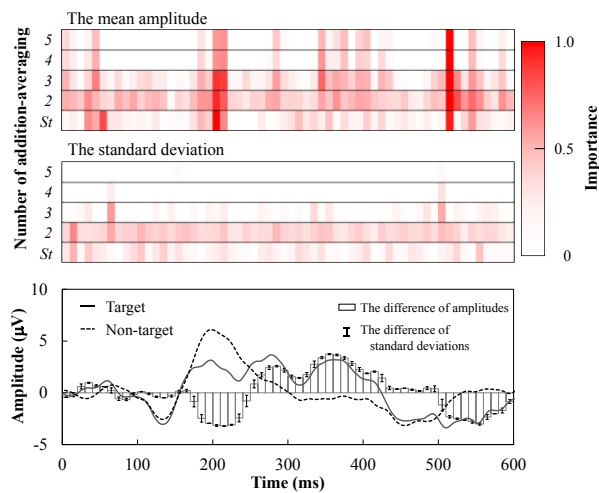 The mean amplitude
5
4
3
2
St
The standard deviation
5
4
3
2
St
Number of addition-averaging
1.0
0.5
0
Importance
10
5
0
-5
Amplitude (μV)
Target
Non-target
The difference of amplitudes
The difference of
standard deviations
0 100 200 300 400 500 600
Time (ms)